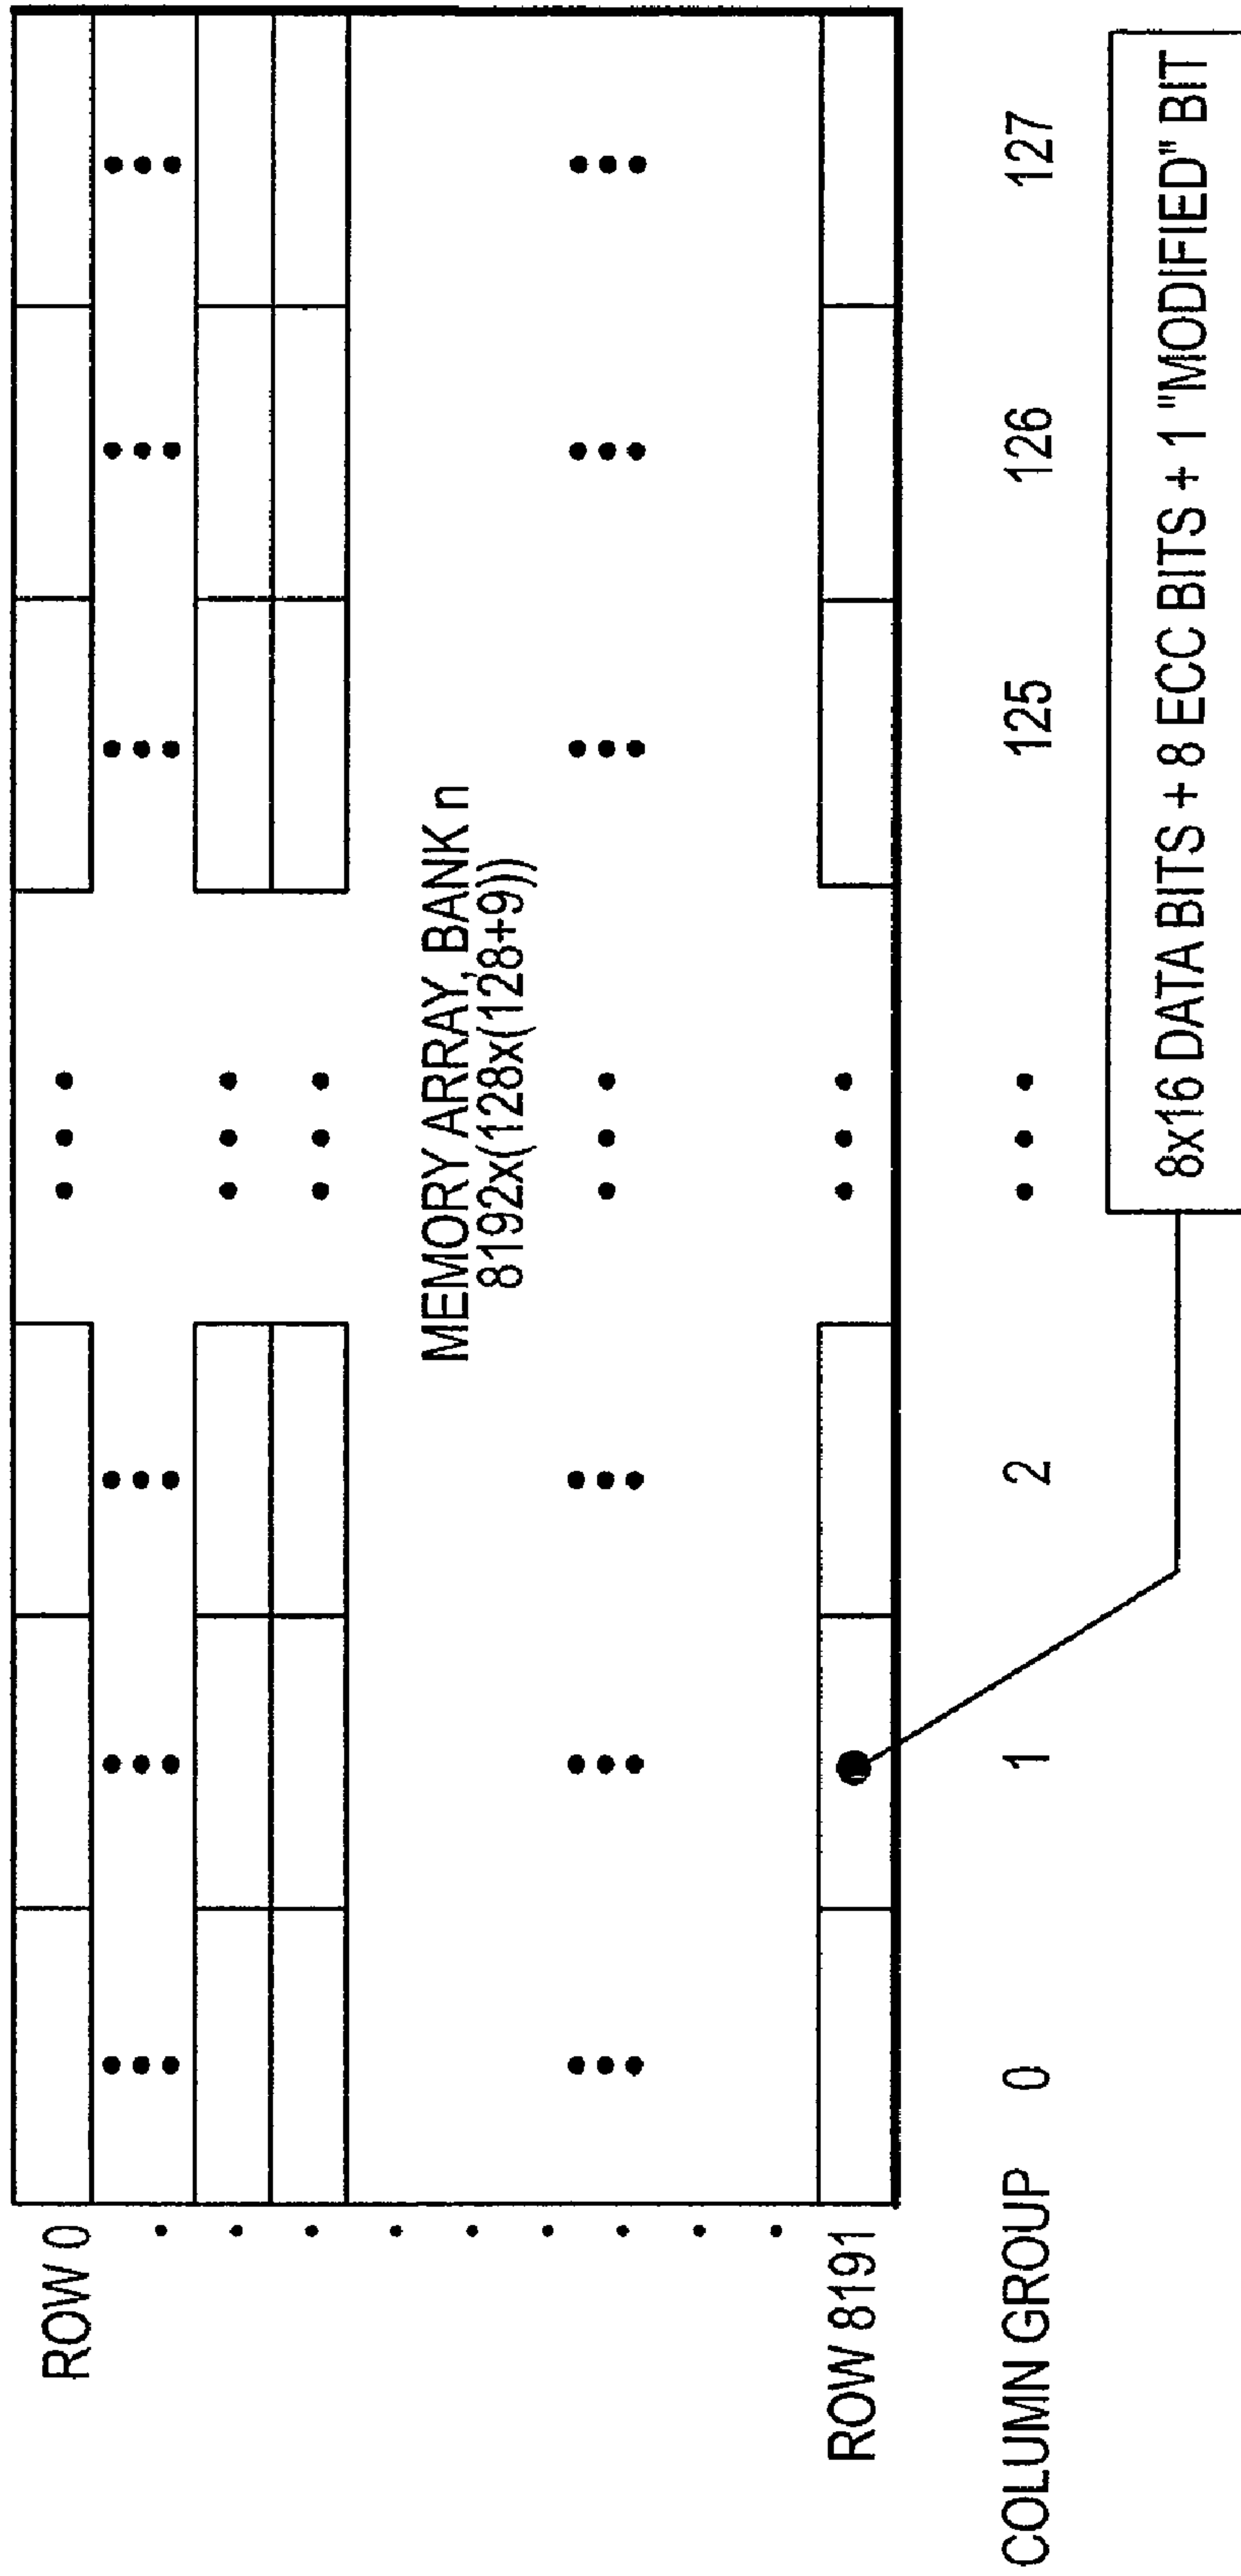 ROW 0
MEMORY ARRAY, BANK n
8192x(128x(128+9))
ROW 8191
COLUMN GROUP 0 1 2 125 126 127
8x16 DATA BITS + 8 ECC BITS + 1 "MODIFIED" BIT